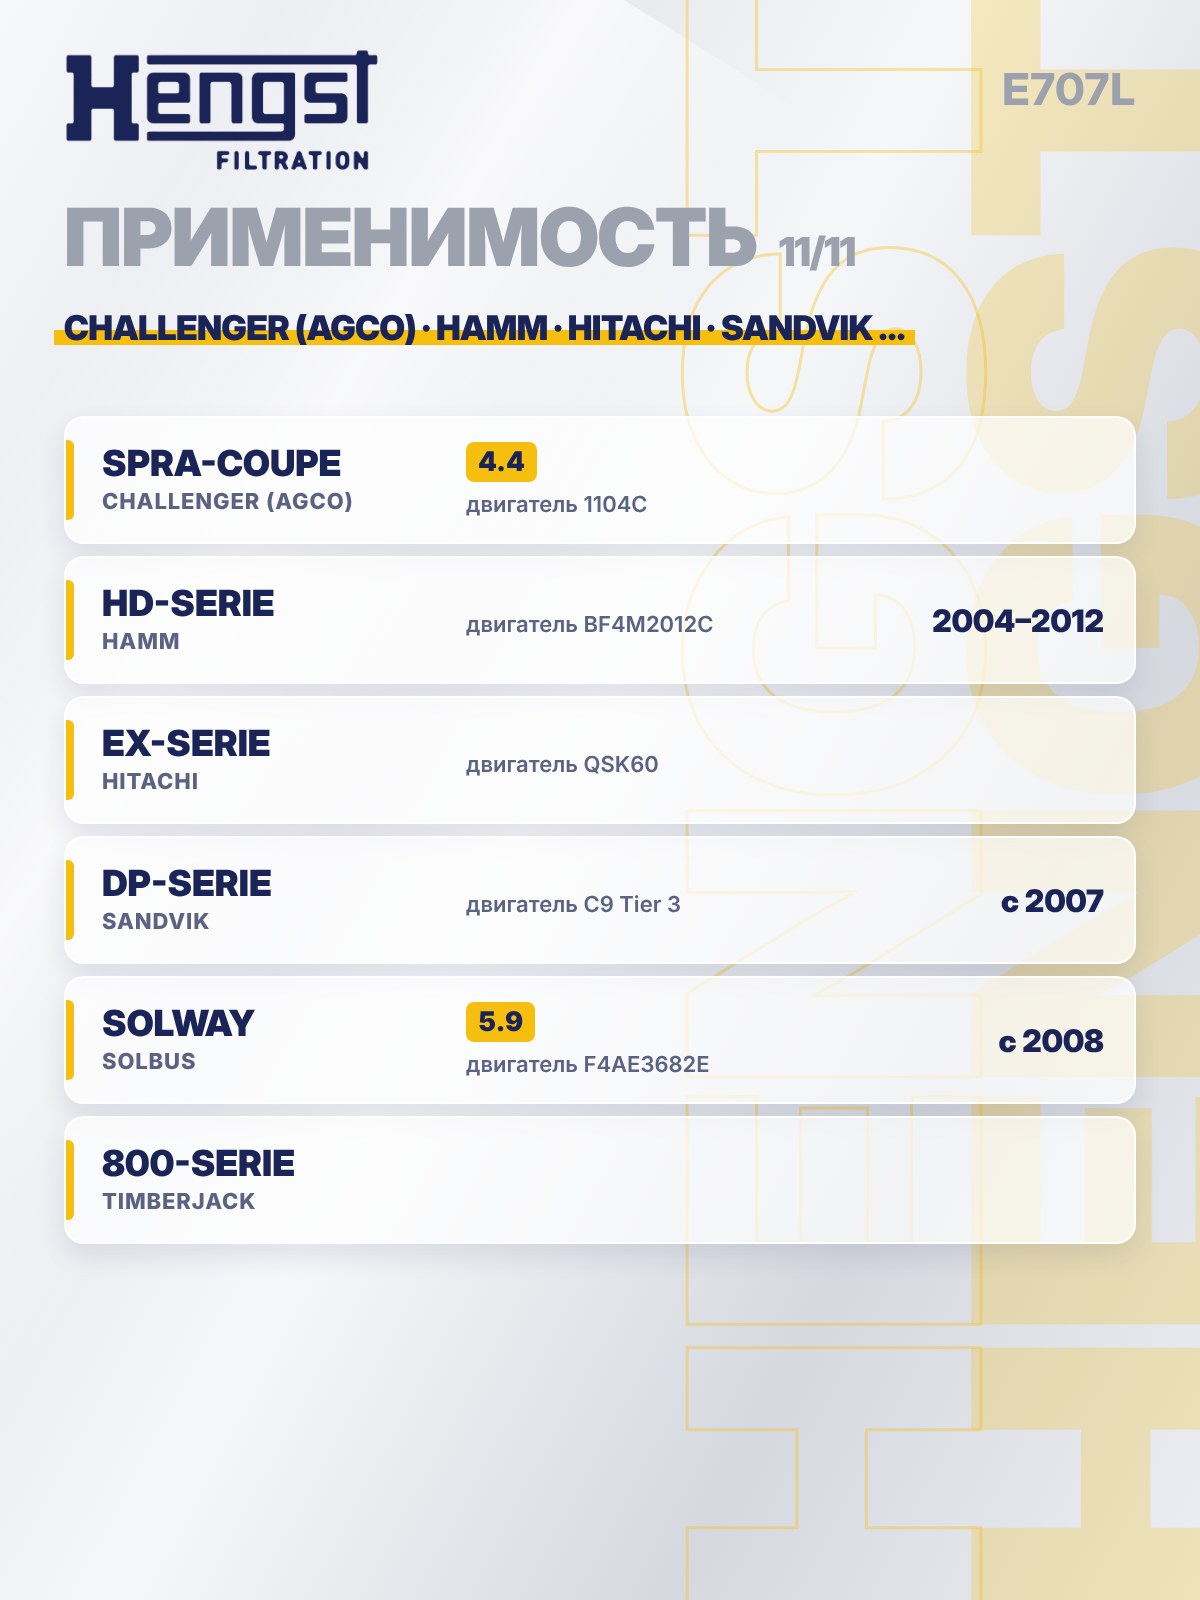 Hengst
FILTRATION
E707L
ПРИМЕНИМОСТЬ 11/11
CHALLENGER (AGCO) · HAMM · HITACHI · SANDVIK ...
SPRA-COUPE
CHALLENGER (AGCO)
4.4
двигатель 1104C
HD-SERIE
HAMM
двигатель BF4M2012C
2004–2012
EX-SERIE
HITACHI
двигатель QSK60
DP-SERIE
SANDVIK
двигатель C9 Tier 3
с 2007
SOLWAY
SOLBUS
5.9
двигатель F4AE3682E
с 2008
800-SERIE
TIMBERJACK
HENGST
HENGST